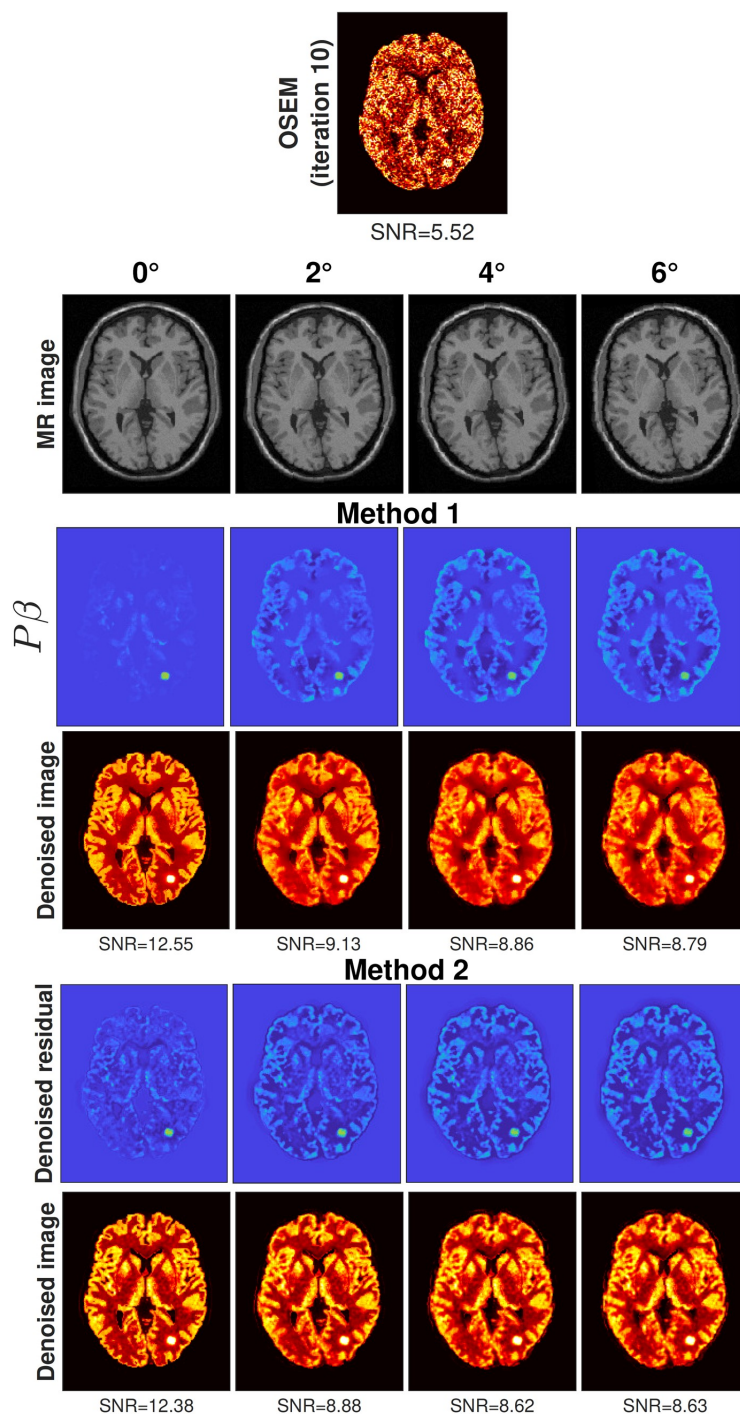 OSEM
(iteration 10)
SNR=5.52
0° 2° 4° 6°
MR image
Method 1
Pβ
Denoised image
SNR=12.55 SNR=9.13 SNR=8.86 SNR=8.79
Method 2
Denoised residual
Denoised image
SNR=12.38 SNR=8.88 SNR=8.62 SNR=8.63